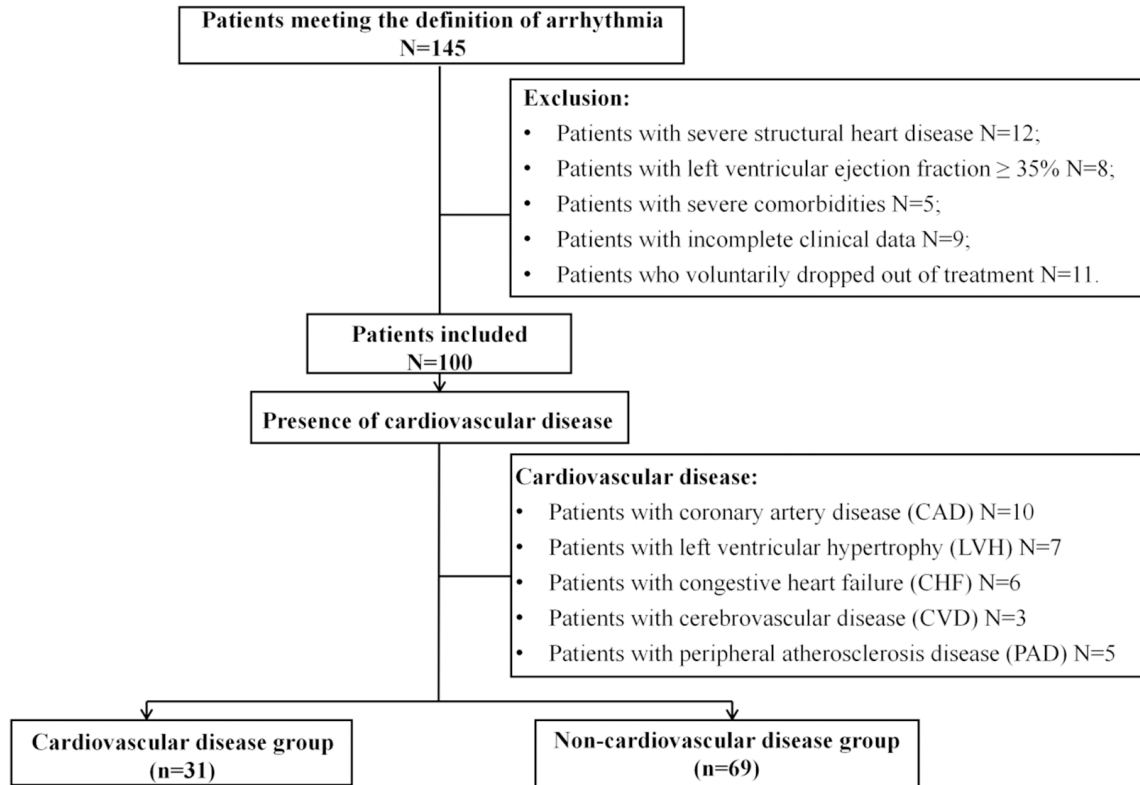 Patients meeting the definition of arrhythmia
N=145
Exclusion:
• Patients with severe structural heart disease N=12;
• Patients with left ventricular ejection fraction ≥ 35% N=8;
• Patients with severe comorbidities N=5;
• Patients with incomplete clinical data N=9;
• Patients who voluntarily dropped out of treatment N=11.
Patients included
N=100
Presence of cardiovascular disease
Cardiovascular disease:
• Patients with coronary artery disease (CAD) N=10
• Patients with left ventricular hypertrophy (LVH) N=7
• Patients with congestive heart failure (CHF) N=6
• Patients with cerebrovascular disease (CVD) N=3
• Patients with peripheral atherosclerosis disease (PAD) N=5
Cardiovascular disease group
(n=31)
Non-cardiovascular disease group
(n=69)